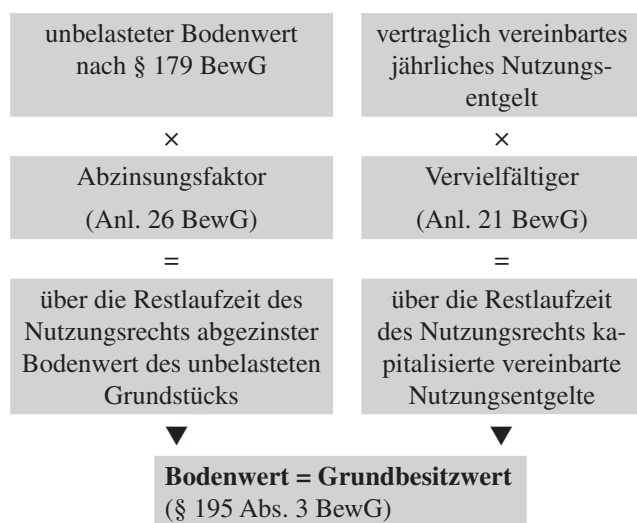 unbelasteter Bodenwert
nach § 179 BewG
×
Abzinsungsfaktor
(Anl. 26 BewG)
=
über die Restlaufzeit des
Nutzungsrechts abgezinster
Bodenwert des unbelasteten
Grundstücks
▼
vertraglich vereinbartes
jährliches Nutzungs-
entgelt
×
Vervielfältiger
(Anl. 21 BewG)
=
über die Restlaufzeit
des Nutzungsrechts ka-
pitalisierte vereinbarte
Nutzungsentgelte
▼
Bodenwert = Grundbesitzwert
(§ 195 Abs. 3 BewG)